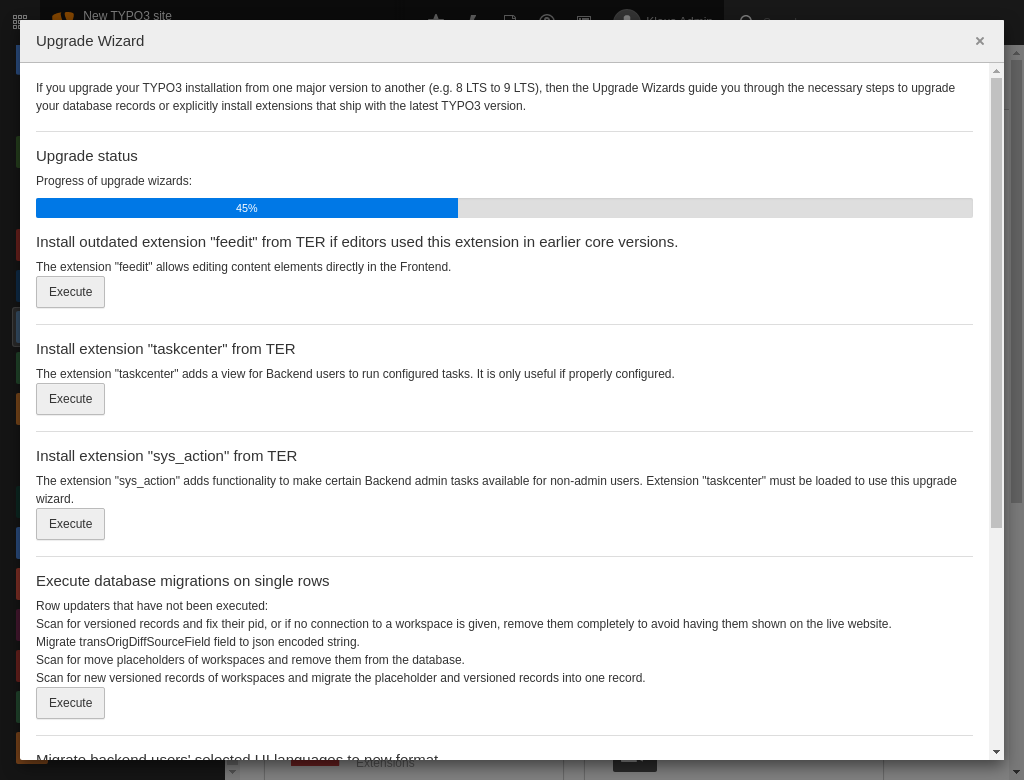 New TYPO3 site
Klaus Admin
Upgrade Wizard
×
If you upgrade your TYPO3 installation from one major version to another (e.g. 8 LTS to 9 LTS), then the Upgrade Wizards guide you through the necessary steps to upgrade
your database records or explicitly install extensions that ship with the latest TYPO3 version.
Upgrade status
Progress of upgrade wizards:
45%
Install outdated extension "feedit" from TER if editors used this extension in earlier core versions.
The extension "feedit" allows editing content elements directly in the Frontend.
Execute
Install extension "taskcenter" from TER
The extension "taskcenter" adds a view for Backend users to run configured tasks. It is only useful if properly configured.
Execute
Install extension "sys_action" from TER
The extension "sys_action" adds functionality to make certain Backend admin tasks available for non-admin users. Extension "taskcenter" must be loaded to use this upgrade
wizard.
Execute
Execute database migrations on single rows
Row updaters that have not been executed:
Scan for versioned records and fix their pid, or if no connection to a workspace is given, remove them completely to avoid having them shown on the live website.
Migrate transOrigDiffSourceField field to json encoded string.
Scan for move placeholders of workspaces and remove them from the database.
Scan for new versioned records of workspaces and migrate the placeholder and versioned records into one record.
Execute
Migrate backend users' selected UI languages to new format
Extensions